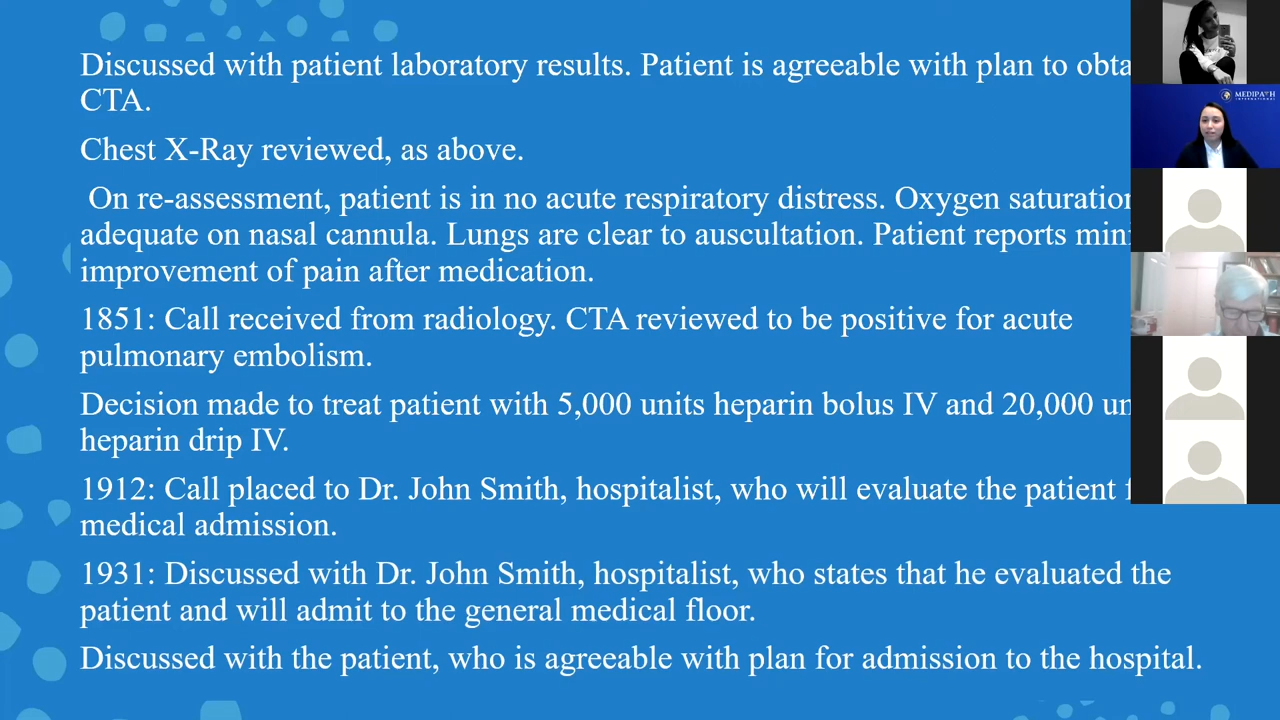 Discussed with patient laboratory results. Patient is agreeable with plan to
CTA.
Chest X-Ray reviewed, as above.
On re-assessment, patient is in no acute respiratory distress. Oxygen saturation
adequate on nasal cannula. Lungs are clear to auscultation. Patient reports
improvement of pain after medication.
1851: Call received from radiology. CTA reviewed to be positive for acute
pulmonary embolism.
Decision made to treat patient with 5,000 units heparin bolus IV and 20,000
heparin drip IV.
1912: Call placed to Dr. John Smith, hospitalist, who will evaluate the patient
medical admission.
1931: Discussed with Dr. John Smith, hospitalist, who states that he evaluated the
patient and will admit to the general medical floor.
Discussed with the patient, who is agreeable with plan for admission to the hospital.
MEDIPATH
INTERNATIONAL